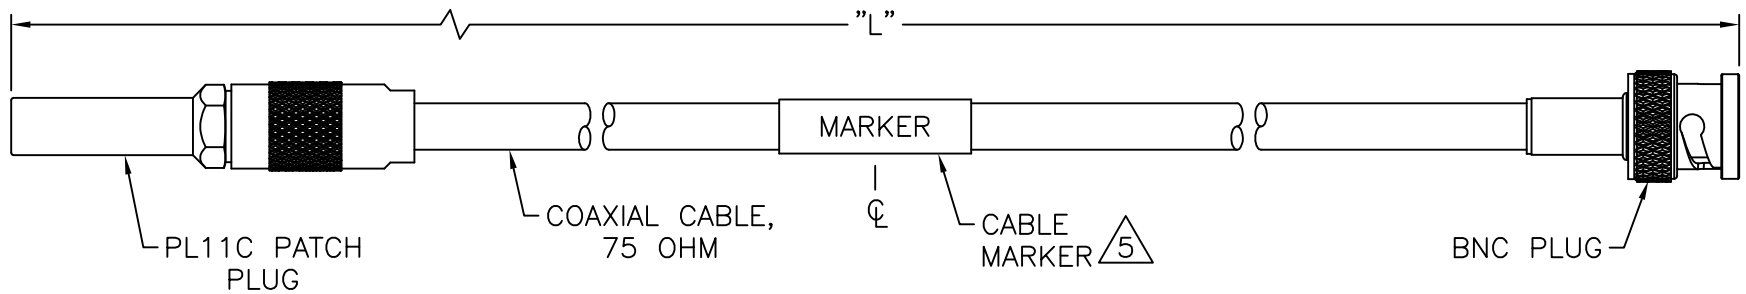 "L"
MARKER
℄
COAXIAL CABLE,
75 OHM
CABLE
MARKER 5
PL11C PATCH
PLUG
BNC PLUG